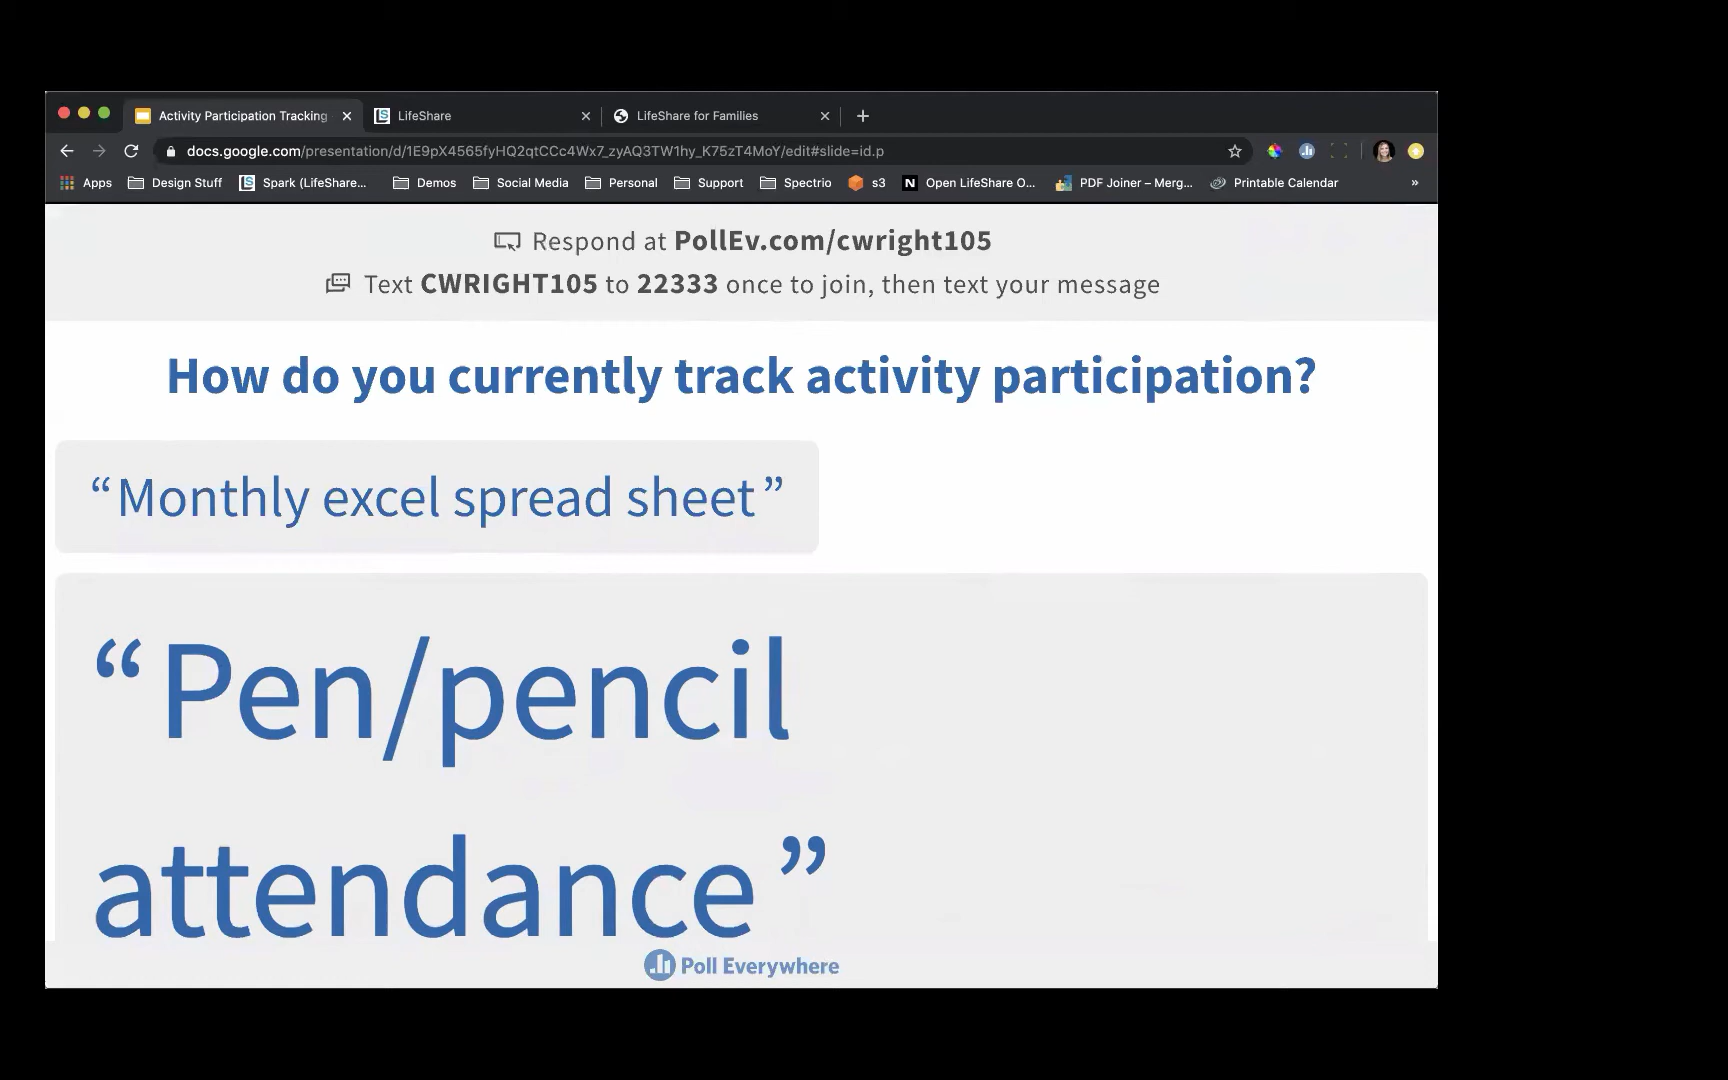 Activity Participation Tracking
LifeShare
LifeShare for Families
docs.google.com/presentation/d/1E9pX4565fyHQ2qtCCc4Wx7_zyAQ3TW1hy_K75zT4MoY/edit#slide=id.p
Apps
Design Stuff
Spark (LifeShare...
Demos
Social Media
Personal
Support
Spectrio
s3
Open LifeShare O...
PDF Joiner – Merg...
Printable Calendar
Respond at PollEv.com/cwright105
Text CWRIGHT105 to 22333 once to join, then text your message
How do you currently track activity participation?
“Monthly excel spread sheet”
“Pen/pencil
attendance”
Poll Everywhere